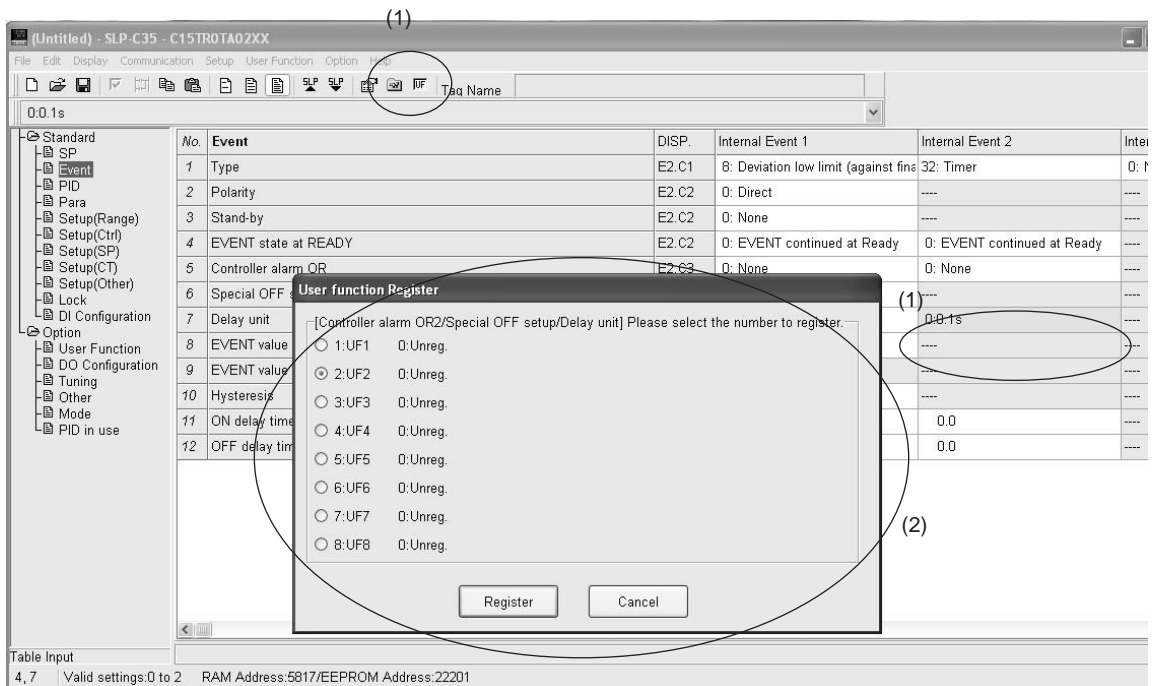 (1)
(Untitled) - SLP-C35 - C15TR0TA02XX
File Edit Display Communication Setup User Function Option Help
SLP SLP UF Tag Name
0:0.1s
Standard
SP
Event
PID
Para
Setup(Range)
Setup(Ctrl)
Setup(SP)
Setup(CT)
Setup(Other)
Lock
DI Configuration
Option
User Function
DO Configuration
Tuning
Other
Mode
PID in use
No. Event DISP. Internal Event 1 Internal Event 2 Inter
1 Type E2.C1 8: Deviation low limit (against fina 32: Timer 0: N
2 Polarity E2.C2 0: Direct ---- ----
3 Stand-by E2.C2 0: None ---- ----
4 EVENT state at READY E2.C2 0: EVENT continued at Ready 0: EVENT continued at Ready ----
5 Controller alarm OR E2.C3 0: None 0: None ----
6 Special OFF s ---- ----
7 Delay unit 0:0.1s ----
8 EVENT value ---- ----
9 EVENT value ---- ----
10 Hysteresis ---- ----
11 ON delay time 0.0 ----
12 OFF delay tim 0.0 ----
(1)
User function Register
[Controller alarm OR2/Special OFF setup/Delay unit] Please select the number to register.
1:UF1 0:Unreg.
2:UF2 0:Unreg.
3:UF3 0:Unreg.
4:UF4 0:Unreg.
5:UF5 0:Unreg.
6:UF6 0:Unreg.
7:UF7 0:Unreg.
8:UF8 0:Unreg.
Register Cancel
(2)
Table Input
4, 7 Valid settings:0 to 2 RAM Address:5817/EEPROM Address:22201